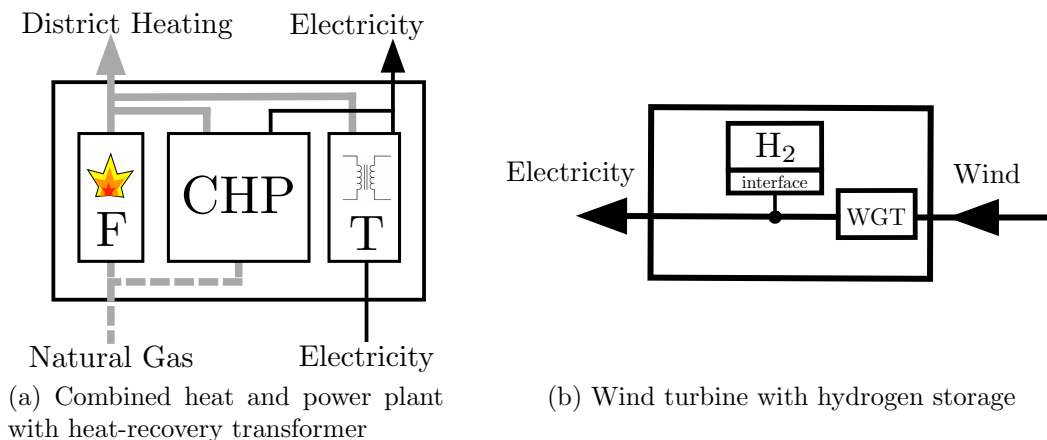 District Heating
Electricity
F
CHP
T
Natural Gas
Electricity
(a) Combined heat and power plant
with heat-recovery transformer
H2
interface
Electricity
Wind
WGT
(b) Wind turbine with hydrogen storage